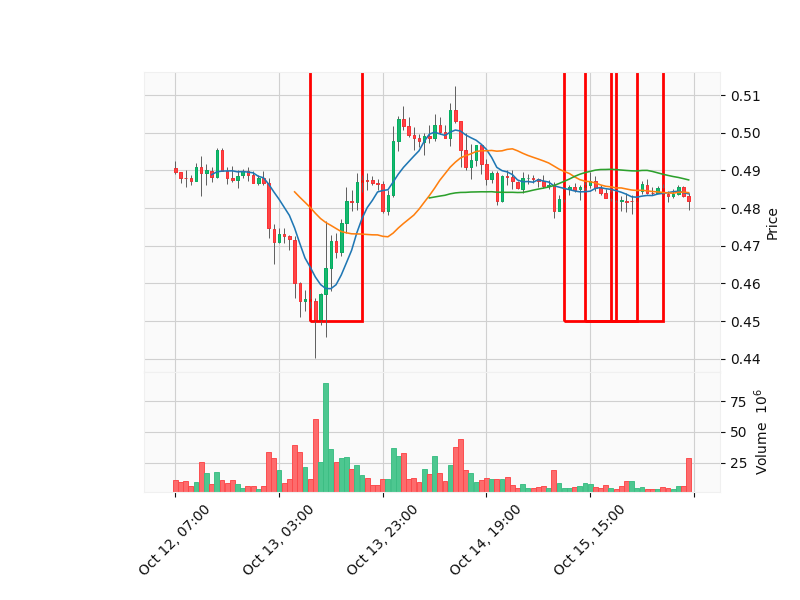 0.51
0.50
0.49
0.48
0.47
0.46
0.45
0.44
Price
75
50
25
Volume 10^6
Oct 12, 07:00
Oct 13, 03:00
Oct 13, 23:00
Oct 14, 19:00
Oct 15, 15:00